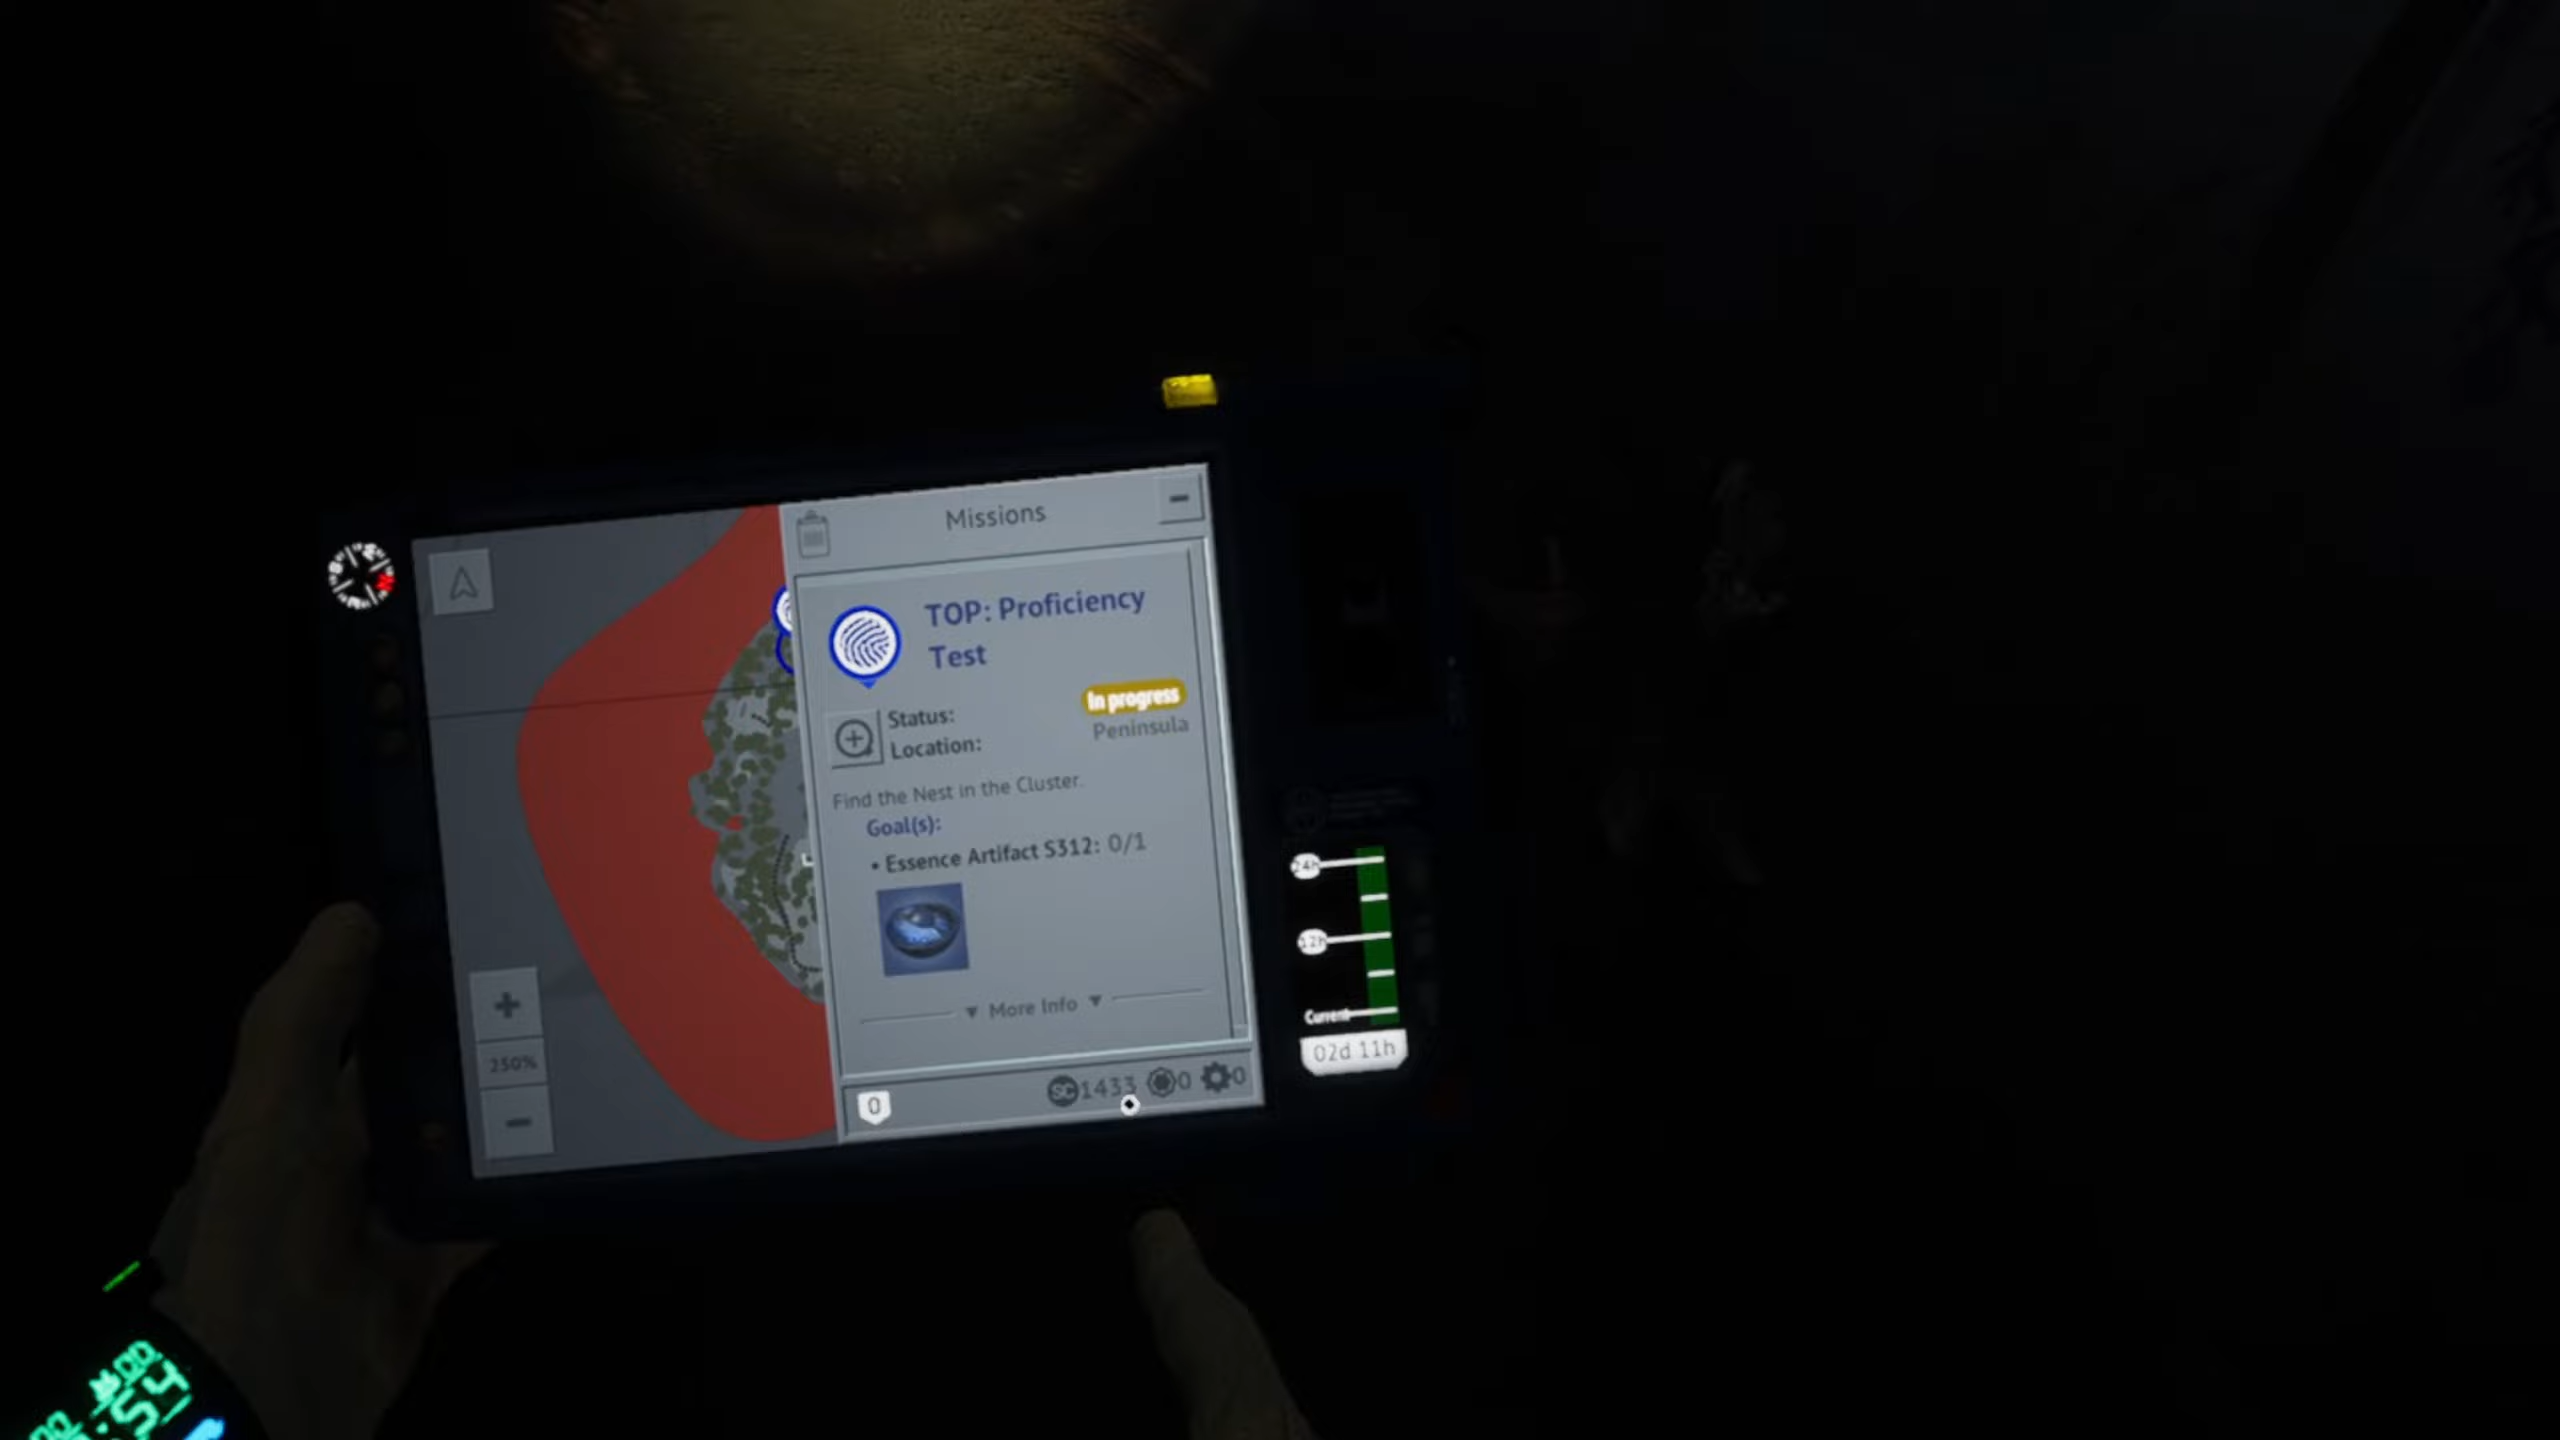 Missions
TOP: Proficiency
Test
In progress
Status:
Peninsula
Location:
Find the Nest in the Cluster.
Goal(s):
• Essence Artifact S312: 0/1
▼ More Info ▼
+
250%
−
0
SC 1433 0 0
24h
12h
Current
02d 11h